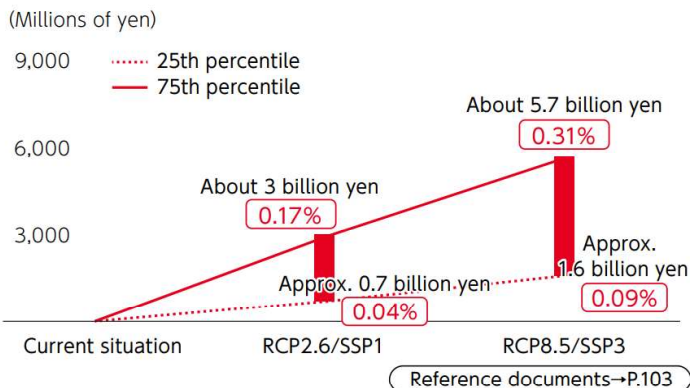 (Millions of yen)
9,000
25th percentile
75th percentile
About 5.7 billion yen
0.31%
6,000
About 3 billion yen
0.17%
3,000
Approx.
1.6 billion yen
0.09%
Approx. 0.7 billion yen
0.04%
Current situation
RCP2.6/SSP1
RCP8.5/SSP3
Reference documents→P.103